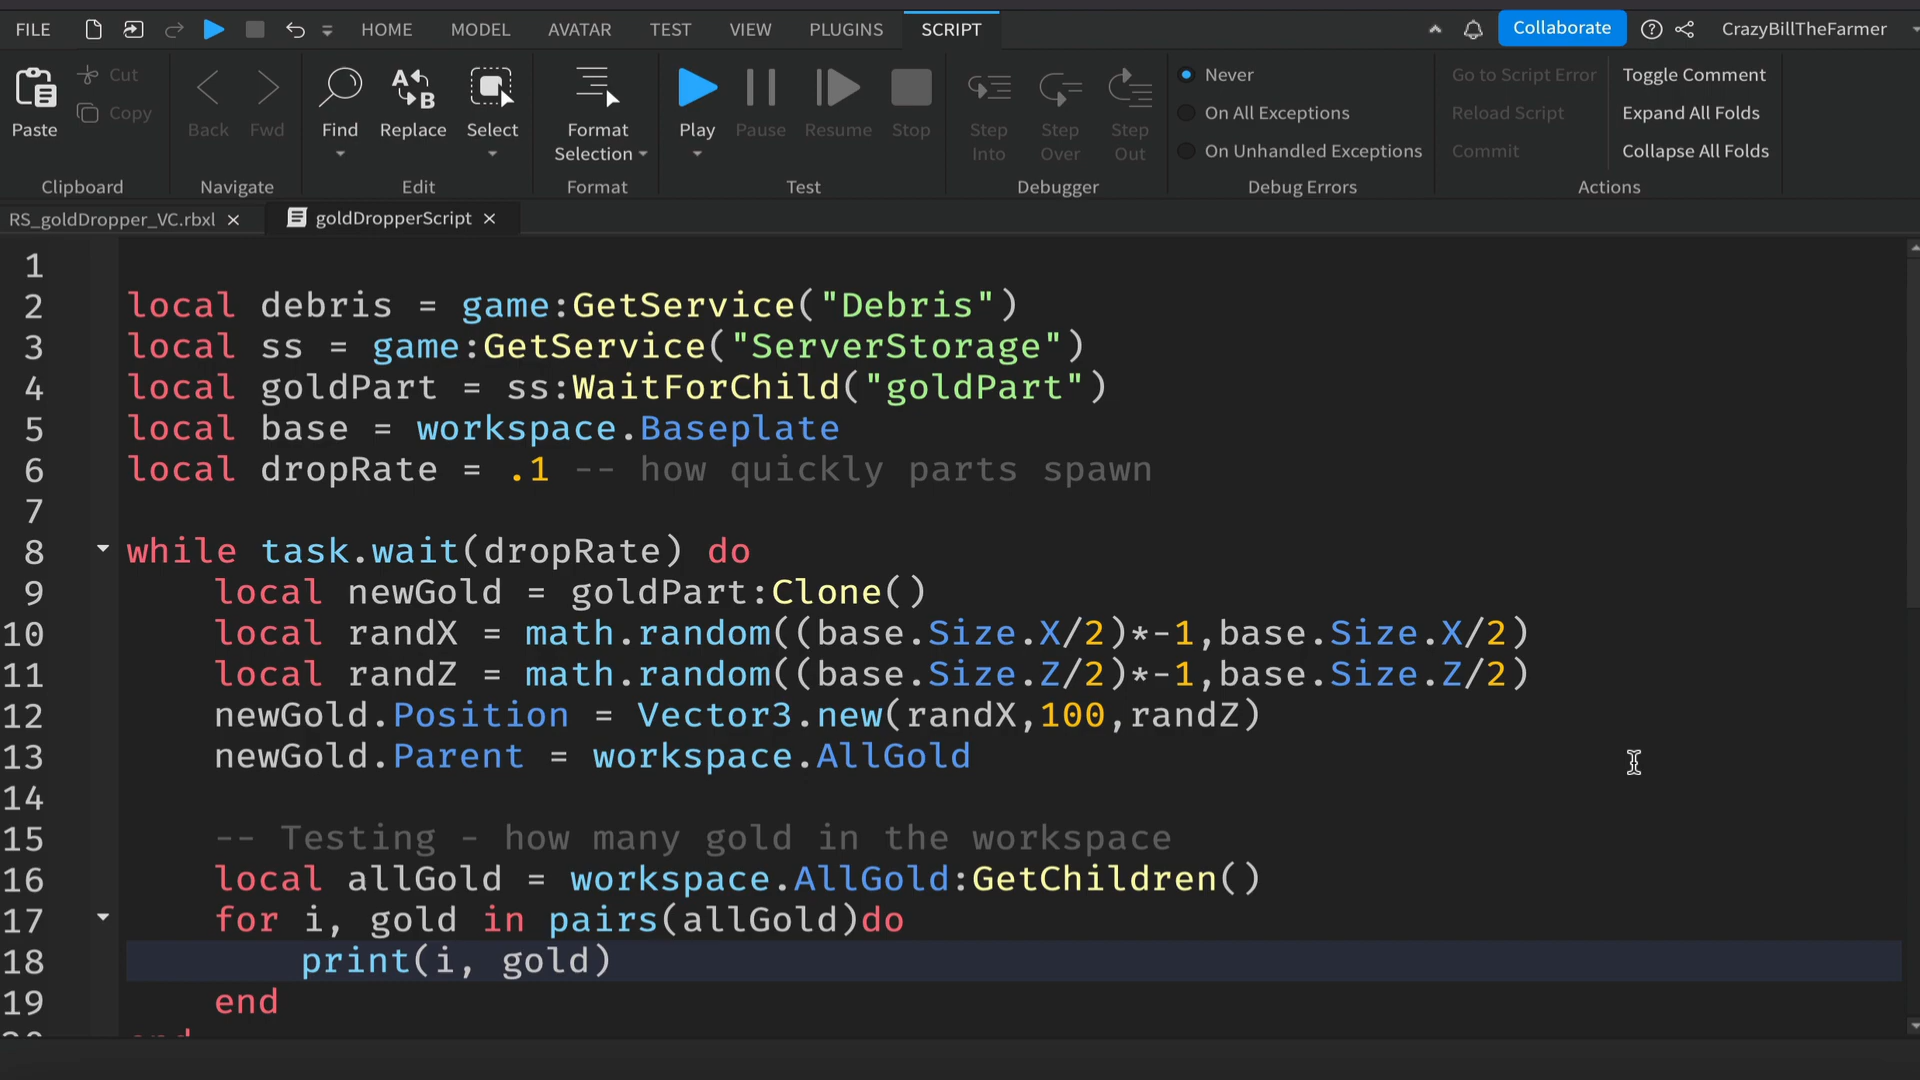 FILE HOME MODEL AVATAR TEST VIEW PLUGINS SCRIPT Collaborate CrazyBillTheFarmer
Paste
Cut
Copy
Clipboard
Back Fwd
Navigate
Find Replace Select
Edit
Format
Selection
Format
Play Pause Resume Stop
Test
Step Into
Step Over
Step Out
Debugger
Never
On All Exceptions
On Unhandled Exceptions
Debug Errors
Go to Script Error
Reload Script
Commit
Toggle Comment
Expand All Folds
Collapse All Folds
Actions
RS_goldDropper_VC.rbxl × goldDropperScript ×
1
2 local debris = game:GetService("Debris")
3 local ss = game:GetService("ServerStorage")
4 local goldPart = ss:WaitForChild("goldPart")
5 local base = workspace.Baseplate
6 local dropRate = .1 -- how quickly parts spawn
7
8 while task.wait(dropRate) do
9 local newGold = goldPart:Clone()
10 local randX = math.random((base.Size.X/2)*-1,base.Size.X/2)
11 local randZ = math.random((base.Size.Z/2)*-1,base.Size.Z/2)
12 newGold.Position = Vector3.new(randX,100,randZ)
13 newGold.Parent = workspace.AllGold
14
15 -- Testing - how many gold in the workspace
16 local allGold = workspace.AllGold:GetChildren()
17 for i, gold in pairs(allGold)do
18 print(i, gold)
19 end